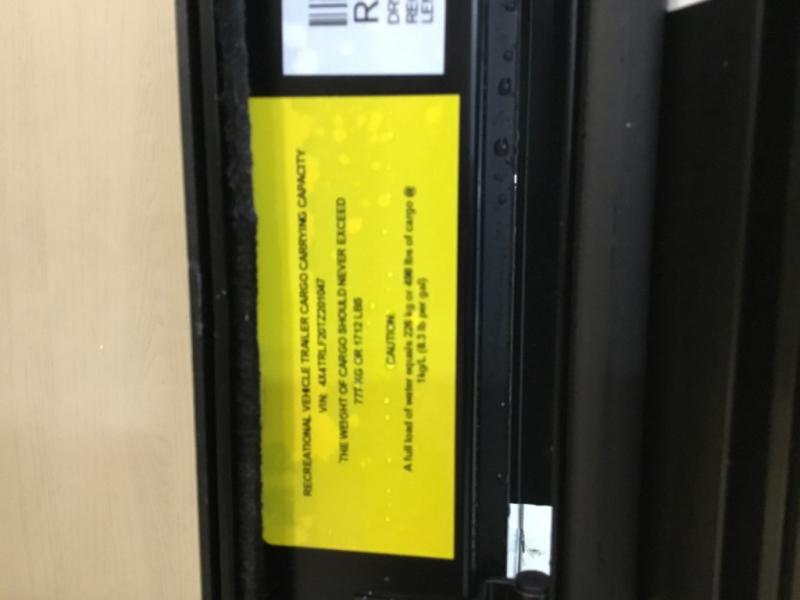 RECREATIONAL VEHICLE TRAILER CARGO CARRYING CAPACITY
VIN: 4X4TRLF20TZ201047
THE WEIGHT OF CARGO SHOULD NEVER EXCEED
777 KG OR 1712 LBS
CAUTION:
A full load of water equals 226 kg or 498 lbs of cargo @
1kg/L (8.3 lb per gal)